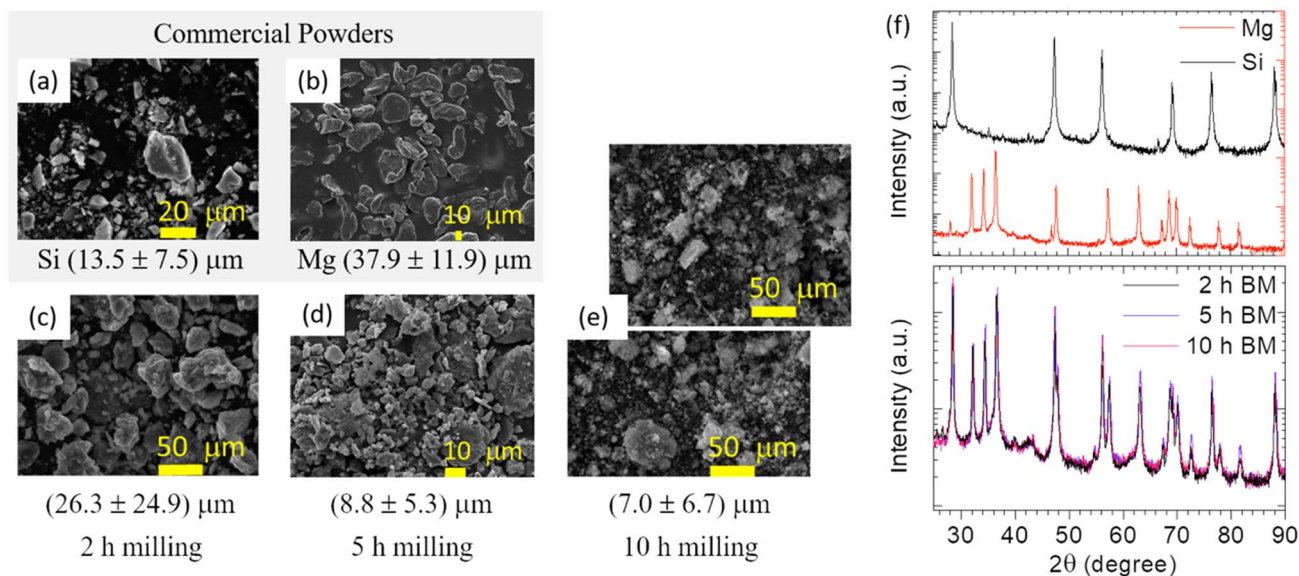 Commercial Powders
(a)
20 μm
Si (13.5 ± 7.5) μm
(b)
10 μm
Mg (37.9 ± 11.9) μm
(c)
50 μm
(26.3 ± 24.9) μm
2 h milling
(d)
10 μm
(8.8 ± 5.3) μm
5 h milling
50 μm
(e)
50 μm
(7.0 ± 6.7) μm
10 h milling
(f)
Mg
Si
Intensity (a.u.)
2 h BM
5 h BM
10 h BM
Intensity (a.u.)
30 40 50 60 70 80 90
2θ (degree)